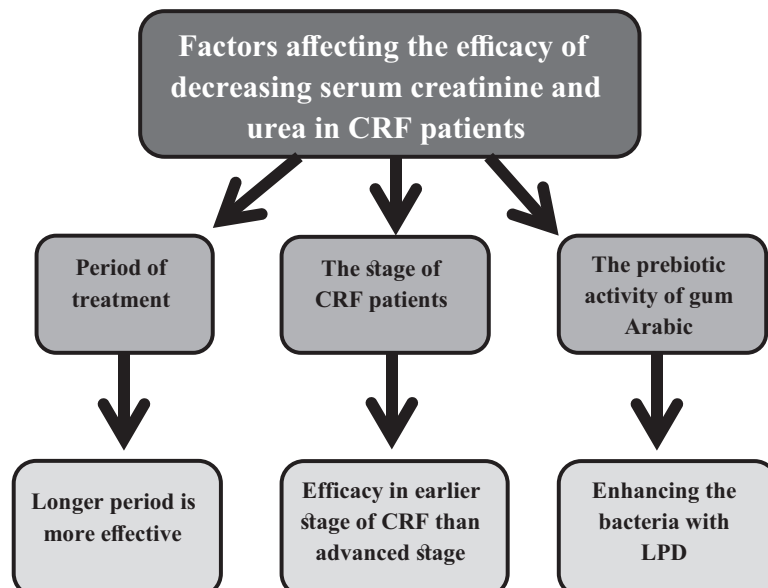 Factors affecting the efficacy of
decreasing serum creatinine and
urea in CRF patients
Period of
treatment
The stage of
CRF patients
The prebiotic
activity of gum
Arabic
Longer period is
more effective
Efficacy in earlier
stage of CRF than
advanced stage
Enhancing the
bacteria with
LPD